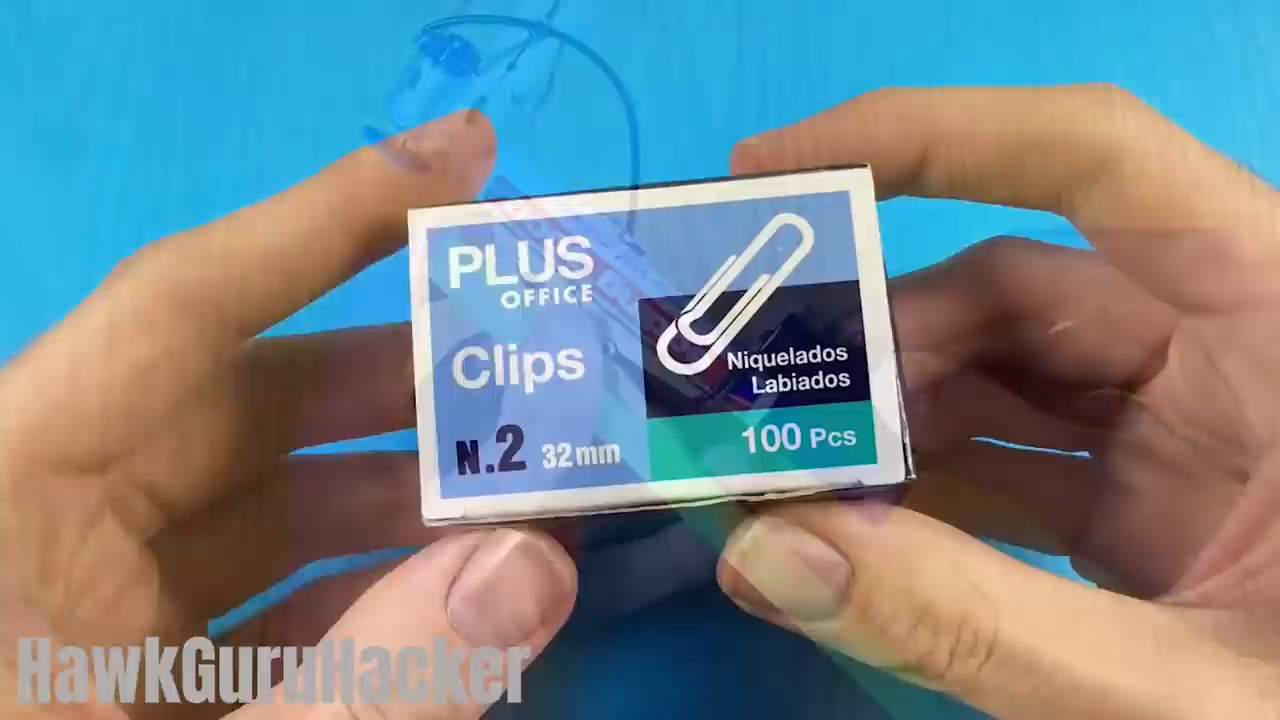 PLUS
OFFICE
Clips
N.2 32mm
Niquelados
Labiados
100 Pcs
HawkGuruHacker